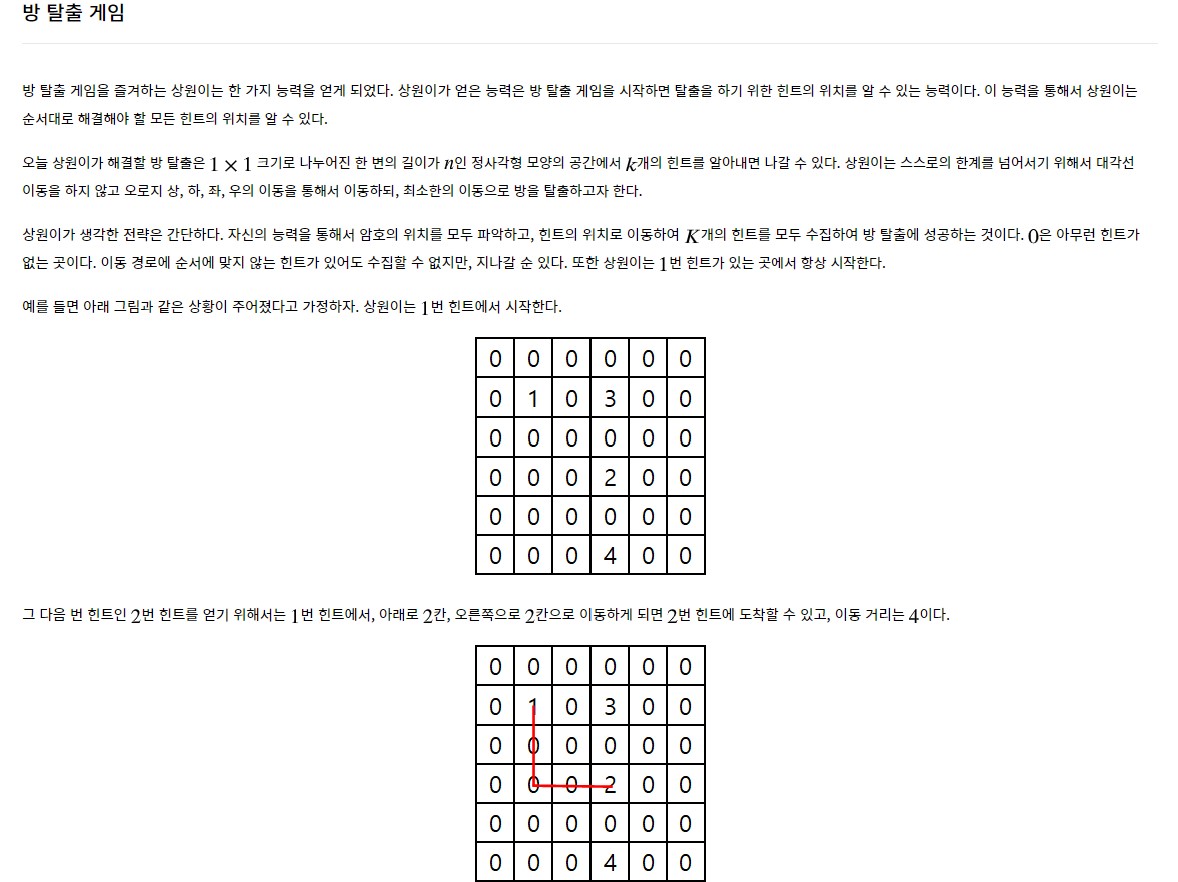 방 탈출 게임
방 탈출 게임을 즐겨하는 상원이는 한 가지 능력을 얻게 되었다. 상원이가 얻은 능력은 방 탈출 게임을 시작하면 탈출을 하기 위한 힌트의 위치를 알 수 있는 능력이다. 이 능력을 통해서 상원이는
순서대로 해결해야 할 모든 힌트의 위치를 알 수 있다.
오늘 상원이가 해결할 방 탈출은 1 × 1 크기로 나누어진 한 변의 길이가 n인 정사각형 모양의 공간에서 k개의 힌트를 알아내면 나갈 수 있다. 상원이는 스스로의 한계를 넘어서기 위해서 대각선
이동을 하지 않고 오로지 상, 하, 좌, 우의 이동을 통해서 이동하되, 최소한의 이동으로 방을 탈출하고자 한다.
상원이가 생각한 전략은 간단하다. 자신의 능력을 통해서 암호의 위치를 모두 파악하고, 힌트의 위치로 이동하여 K개의 힌트를 모두 수집하여 방 탈출에 성공하는 것이다. 0은 아무런 힌트가
없는 곳이다. 이동 경로에 순서에 맞지 않는 힌트가 있어도 수집할 수 없지만, 지나갈 순 있다. 또한 상원이는 1번 힌트가 있는 곳에서 항상 시작한다.
예를 들면 아래 그림과 같은 상황이 주어졌다고 가정하자. 상원이는 1번 힌트에서 시작한다.
0 0 0 0 0 0
0 1 0 3 0 0
0 0 0 0 0 0
0 0 0 2 0 0
0 0 0 0 0 0
0 0 0 4 0 0
그 다음 번 힌트인 2번 힌트를 얻기 위해서는 1번 힌트에서, 아래로 2칸, 오른쪽으로 2칸으로 이동하게 되면 2번 힌트에 도착할 수 있고, 이동 거리는 4이다.
0 0 0 0 0 0
0 1 0 3 0 0
0 0 0 0 0 0
0 0 0 2 0 0
0 0 0 0 0 0
0 0 0 4 0 0